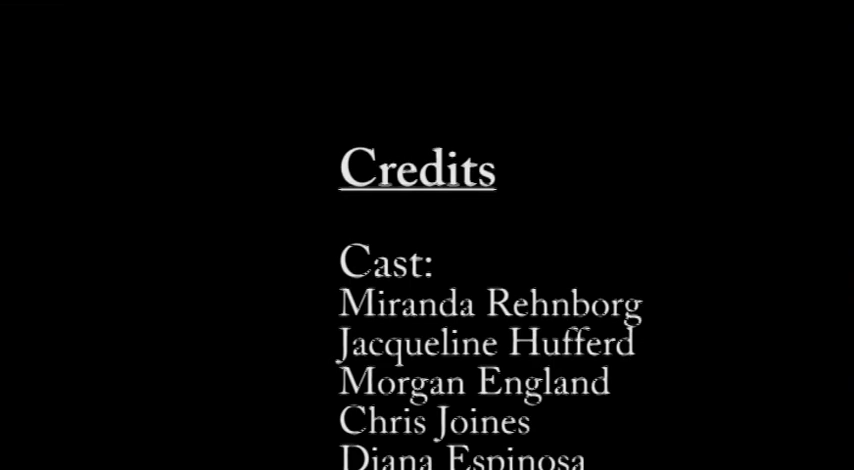 Credits
Cast:
Miranda Rehnborg
Jacqueline Hufferd
Morgan England
Chris Joines
Diana Espinosa